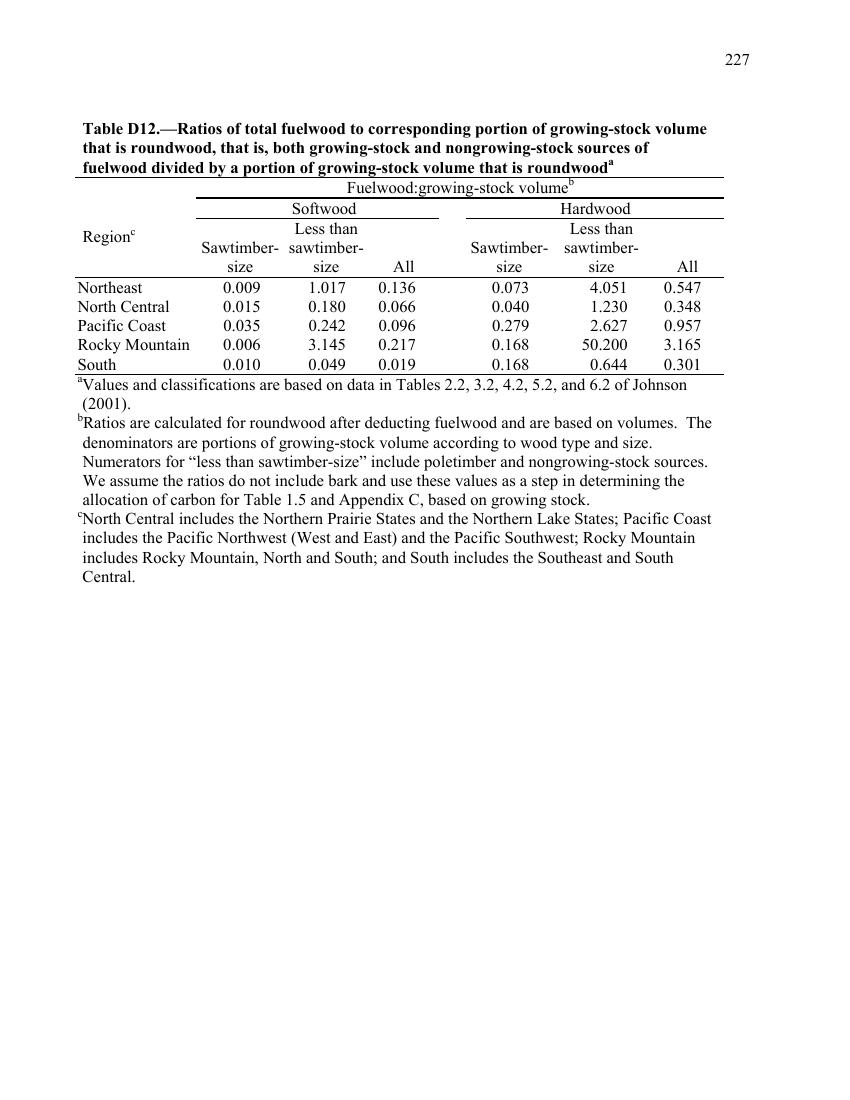 227
Table D12.—Ratios of total fuelwood to corresponding portion of growing-stock volume
that is roundwood, that is, both growing-stock and nongrowing-stock sources of
fuelwood divided by a portion of growing-stock volume that is roundwoodᵃ
Fuelwood:growing-stock volumeᵇ
Softwood Hardwood
Regionᶜ
Less than Less than
Sawtimber- sawtimber- Sawtimber- sawtimber-
size size All size size All
Northeast 0.009 1.017 0.136 0.073 4.051 0.547
North Central 0.015 0.180 0.066 0.040 1.230 0.348
Pacific Coast 0.035 0.242 0.096 0.279 2.627 0.957
Rocky Mountain 0.006 3.145 0.217 0.168 50.200 3.165
South 0.010 0.049 0.019 0.168 0.644 0.301
ᵃValues and classifications are based on data in Tables 2.2, 3.2, 4.2, 5.2, and 6.2 of Johnson
(2001).
ᵇRatios are calculated for roundwood after deducting fuelwood and are based on volumes. The
denominators are portions of growing-stock volume according to wood type and size.
Numerators for “less than sawtimber-size” include poletimber and nongrowing-stock sources.
We assume the ratios do not include bark and use these values as a step in determining the
allocation of carbon for Table 1.5 and Appendix C, based on growing stock.
ᶜNorth Central includes the Northern Prairie States and the Northern Lake States; Pacific Coast
includes the Pacific Northwest (West and East) and the Pacific Southwest; Rocky Mountain
includes Rocky Mountain, North and South; and South includes the Southeast and South
Central.